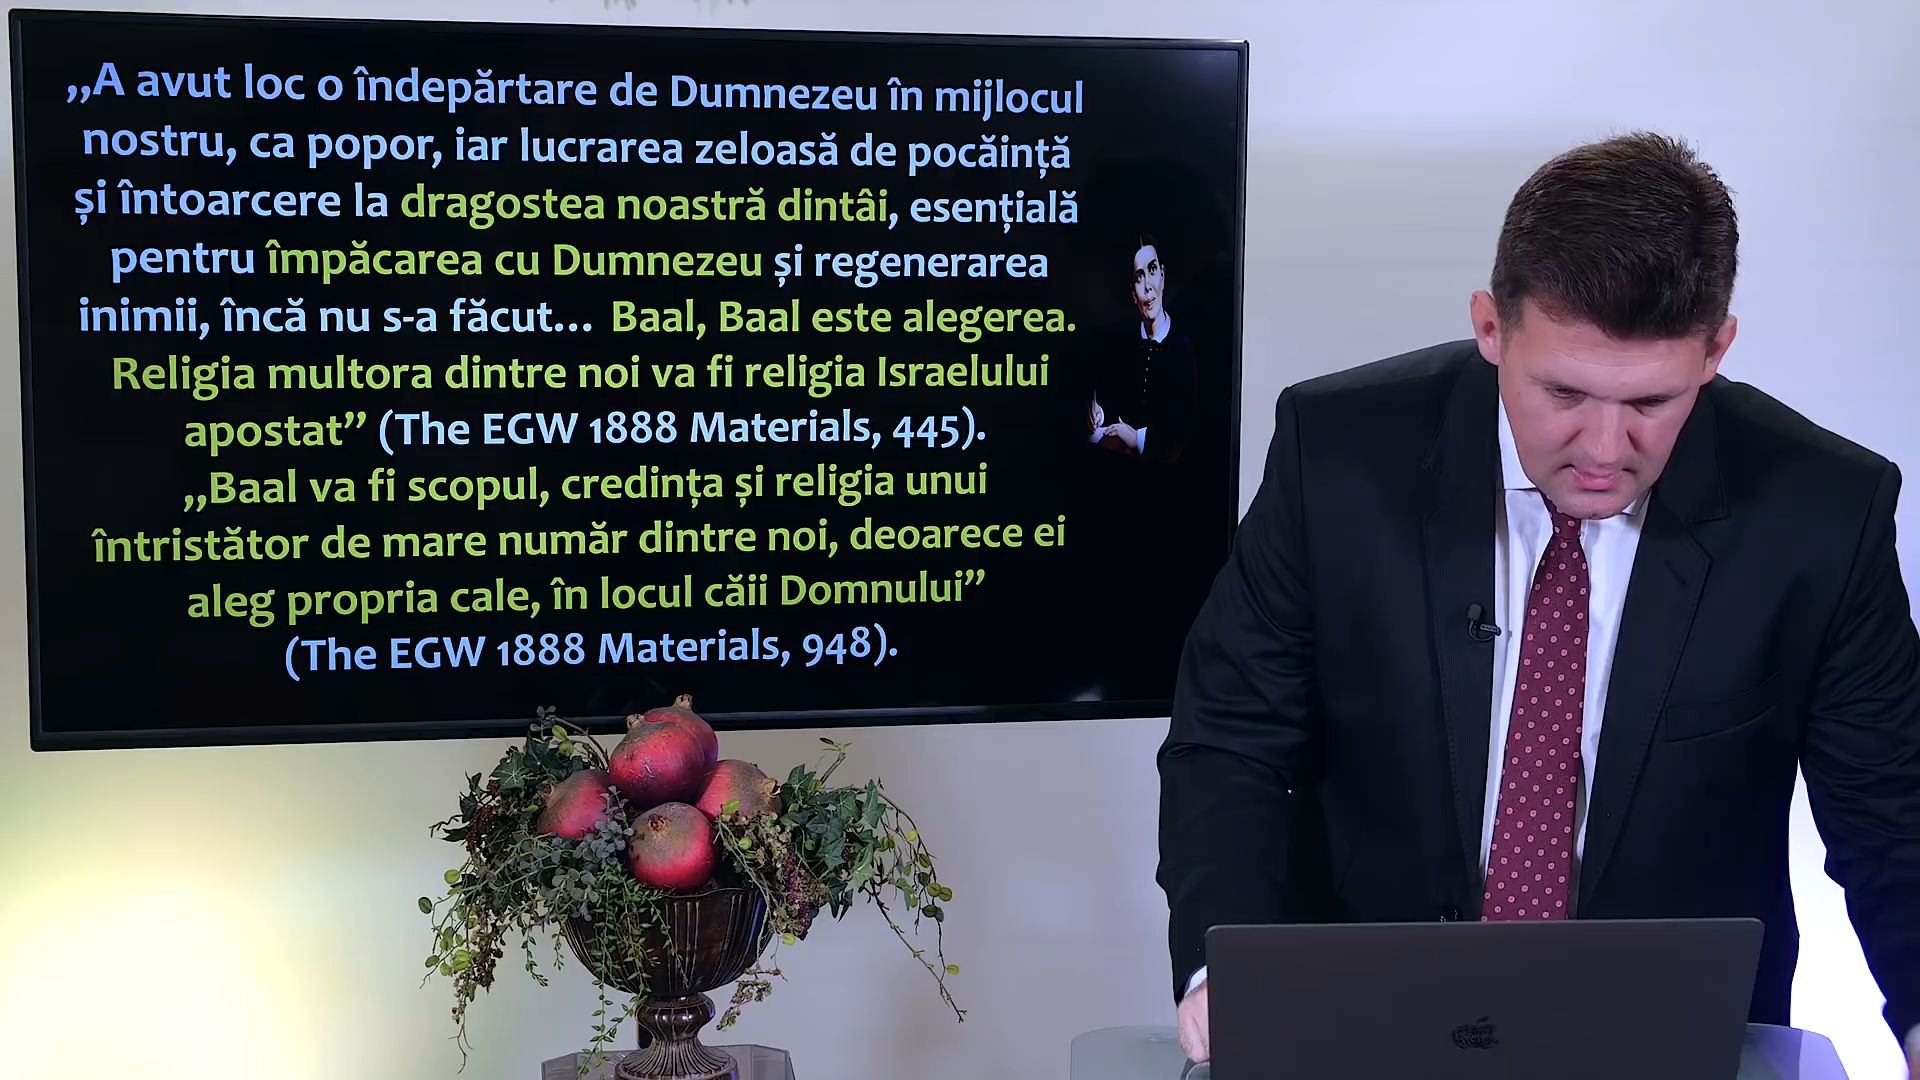 „A avut loc o îndepărtare de Dumnezeu în mijlocul
nostru, ca popor, iar lucrarea zeloasă de pocăință
și întoarcere la dragostea noastră dintâi, esențială
pentru împăcarea cu Dumnezeu și regenerarea
inimii, încă nu s-a făcut... Baal, Baal este alegerea.
Religia multora dintre noi va fi religia Israelului
apostat” (The EGW 1888 Materials, 445).
„Baal va fi scopul, credința și religia unui
întristător de mare număr dintre noi, deoarece ei
aleg propria cale, în locul căii Domnului”
(The EGW 1888 Materials, 948).